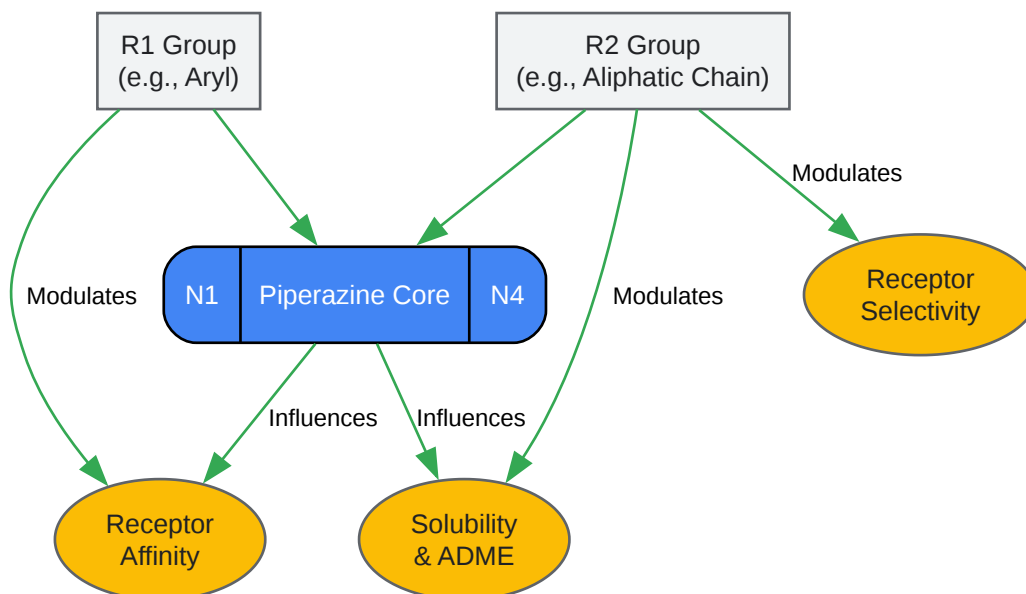 R1 Group
(e.g., Aryl)
R2 Group
(e.g., Aliphatic Chain)
Modulates
N1
Piperazine Core
N4
Receptor
Selectivity
Modulates
Modulates
Influences
Influences
Receptor
Affinity
Solubility
& ADME